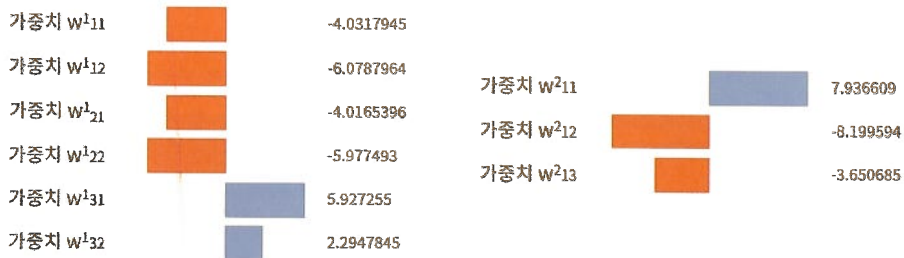 가중치 W¹11 -4.0317945
가중치 W¹12 -6.0787964
가중치 W¹21 -4.0165396
가중치 W¹22 -5.977493
가중치 W¹31 5.927255
가중치 W¹32 2.2947845
가중치 W²11 7.936609
가중치 W²12 -8.199594
가중치 W²13 -3.650685